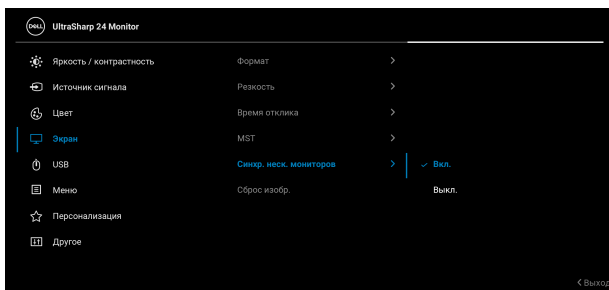 DELL UltraSharp 24 Monitor
Яркость / контрастность
Формат
Источник сигнала
Резкость
Цвет
Время отклика
Экран
MST
USB
Синхр. неск. мониторов
Вкл.
Меню
Сброс изобр.
Выкл.
Персонализация
Другое
Выход